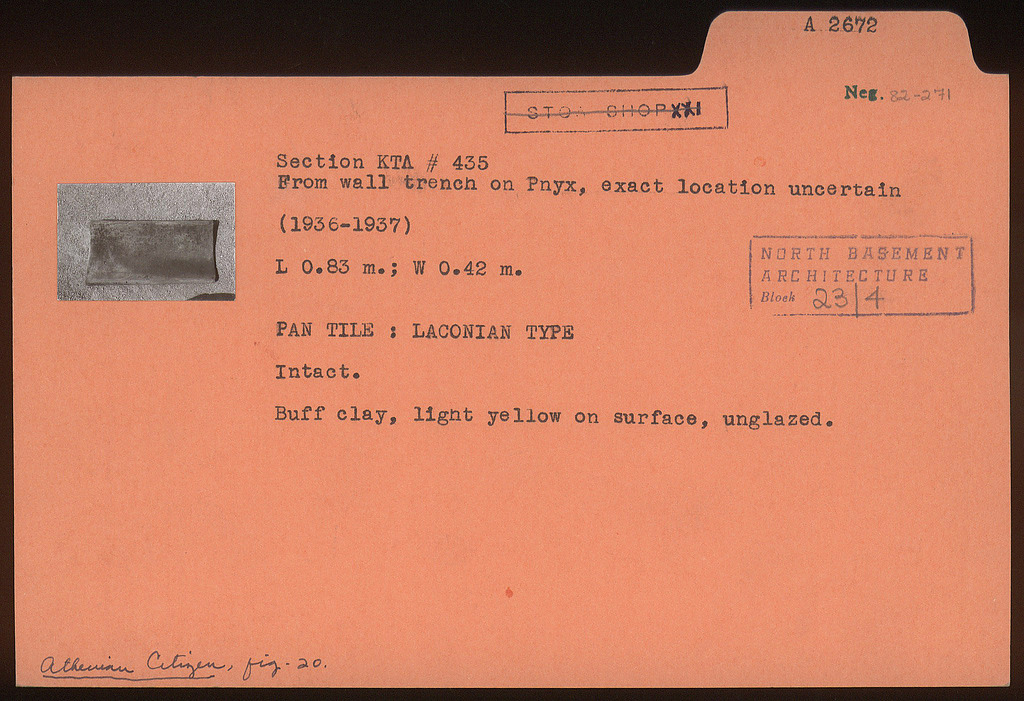 A 2672
Neg. 82-271
STOA SHOP XXI
Section KTA # 435
From wall trench on Pnyx, exact location uncertain
(1936-1937)
L 0.83 m.; W 0.42 m.
NORTH BASEMENT
ARCHITECTURE
Block 23/4
PAN TILE : LACONIAN TYPE
Intact.
Buff clay, light yellow on surface, unglazed.
Athenian Citizen, fig. 20.